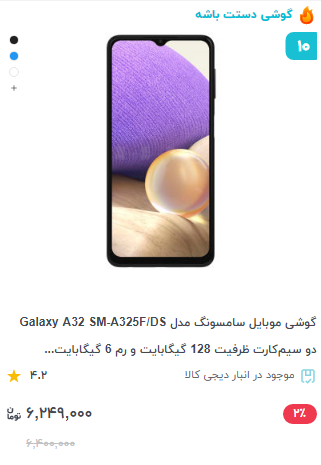 گوشی دستت باشه
۱۰
+
گوشی موبایل سامسونگ مدل Galaxy A32 SM-A325F/DS
دو سیم‌کارت ظرفیت 128 گیگابایت و رم 6 گیگابایت...
موجود در انبار دیجی کالا
۴.۲
۲%
۶,۲۴۹,۰۰۰ تومان
۶,۴۰۰,۰۰۰